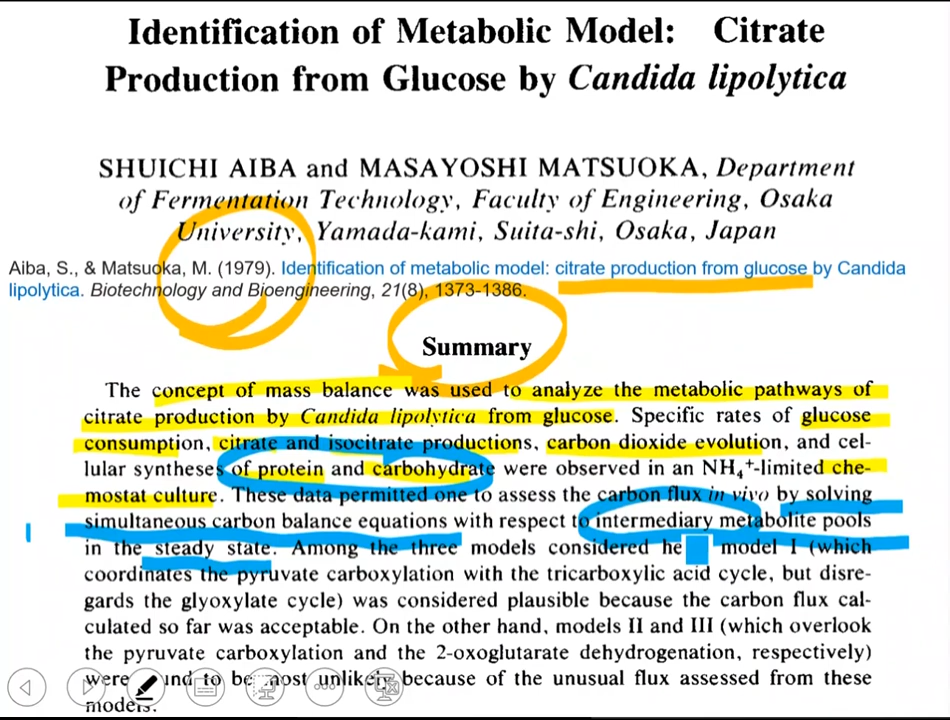 Identification of Metabolic Model: Citrate
Production from Glucose by Candida lipolytica
SHUICHI AIBA and MASAYOSHI MATSUOKA, Department
of Fermentation Technology, Faculty of Engineering, Osaka
University, Yamada-kami, Suita-shi, Osaka, Japan
Aiba, S., & Matsuoka, M. (1979). Identification of metabolic model: citrate production from glucose by Candida
lipolytica. Biotechnology and Bioengineering, 21(8), 1373-1386.
Summary
The concept of mass balance was used to analyze the metabolic pathways of
citrate production by Candida lipolytica from glucose. Specific rates of glucose
consumption, citrate and isocitrate productions, carbon dioxide evolution, and cel-
lular syntheses of protein and carbohydrate were observed in an NH₄⁺-limited che-
mostat culture. These data permitted one to assess the carbon flux in vivo by solving
simultaneous carbon balance equations with respect to intermediary metabolite pools
in the steady state. Among the three models considered he model I (which
coordinates the pyruvate carboxylation with the tricarboxylic acid cycle, but disre-
gards the glyoxylate cycle) was considered plausible because the carbon flux cal-
culated so far was acceptable. On the other hand, models II and III (which overlook
the pyruvate carboxylation and the 2-oxoglutarate dehydrogenation, respectively)
were und to be most unlikely because of the unusual flux assessed from these
models.